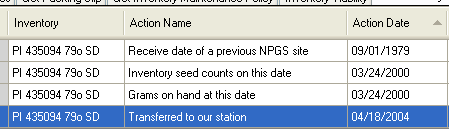 Inventory Action Name Action Date
PI 435094 79o SD Receive date of a previous NPGS site 09/01/1979
PI 435094 79o SD Inventory seed counts on this date 03/24/2000
PI 435094 79o SD Grams on hand at this date 03/24/2000
PI 435094 79o SD Transferred to our station 04/18/2004